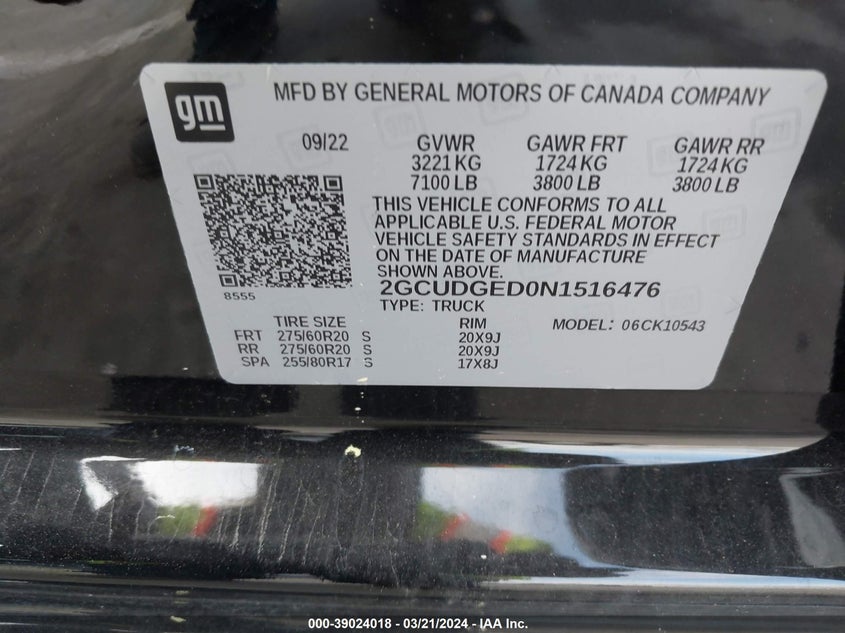 gm
MFD BY GENERAL MOTORS OF CANADA COMPANY
09/22 GVWR GAWR FRT GAWR RR
3221 KG 1724 KG 1724 KG
7100 LB 3800 LB 3800 LB
THIS VEHICLE CONFORMS TO ALL
APPLICABLE U.S. FEDERAL MOTOR
VEHICLE SAFETY STANDARDS IN EFFECT
ON THE DATE OF MANUFACTURE
SHOWN ABOVE.
8555
2GCUDGED0N1516476
TYPE: TRUCK
TIRE SIZE RIM MODEL: 06CK10543
FRT 275/60R20 S 20X9J
RR 275/60R20 S 20X9J
SPA 255/80R17 S 17X8J
000-39024018 - 03/21/2024 - IAA Inc.